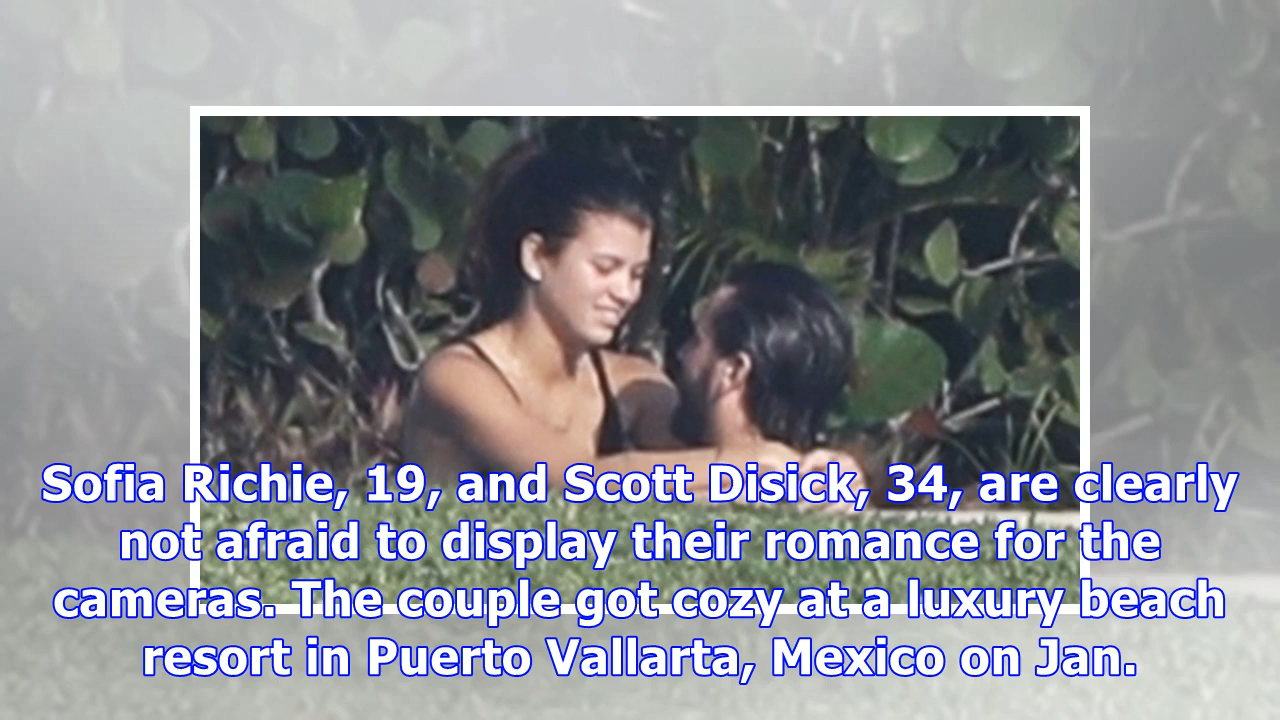 Sofia Richie, 19, and Scott Disick, 34, are clearly
not afraid to display their romance for the
cameras. The couple got cozy at a luxury beach
resort in Puerto Vallarta, Mexico on Jan.